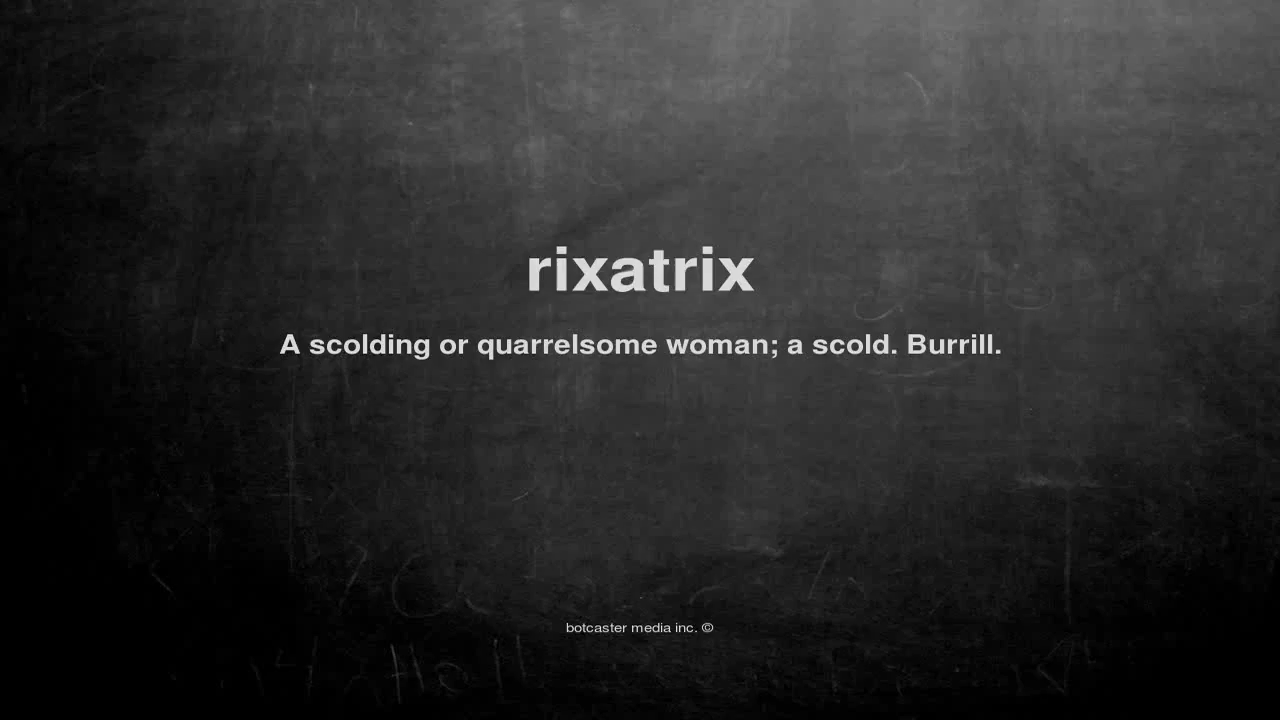 rixatrix
A scolding or quarrelsome woman; a scold. Burrill.
botcaster media inc. ©